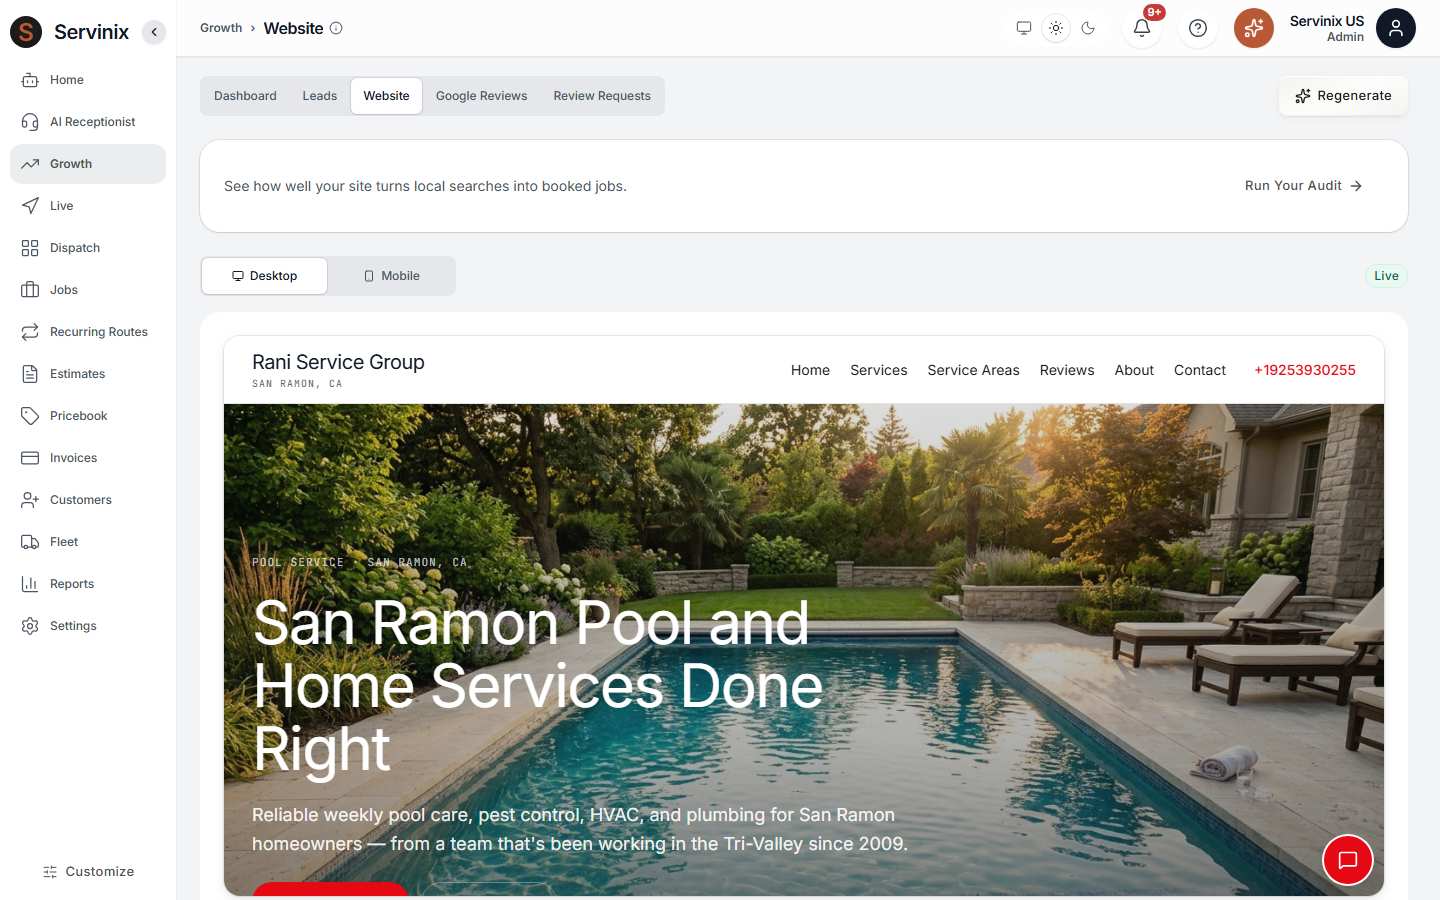 S Servinix
Growth › Website
9+
Servinix US
Admin
Home
AI Receptionist
Growth
Live
Dispatch
Jobs
Recurring Routes
Estimates
Pricebook
Invoices
Customers
Fleet
Reports
Settings
Customize
Dashboard Leads Website Google Reviews Review Requests
Regenerate
See how well your site turns local searches into booked jobs.
Run Your Audit →
Desktop Mobile
Live
Rani Service Group
SAN RAMON, CA
Home Services Service Areas Reviews About Contact +19253930255
POOL SERVICE · SAN RAMON, CA
San Ramon Pool and
Home Services Done
Right
Reliable weekly pool care, pest control, HVAC, and plumbing for San Ramon
homeowners — from a team that's been working in the Tri-Valley since 2009.